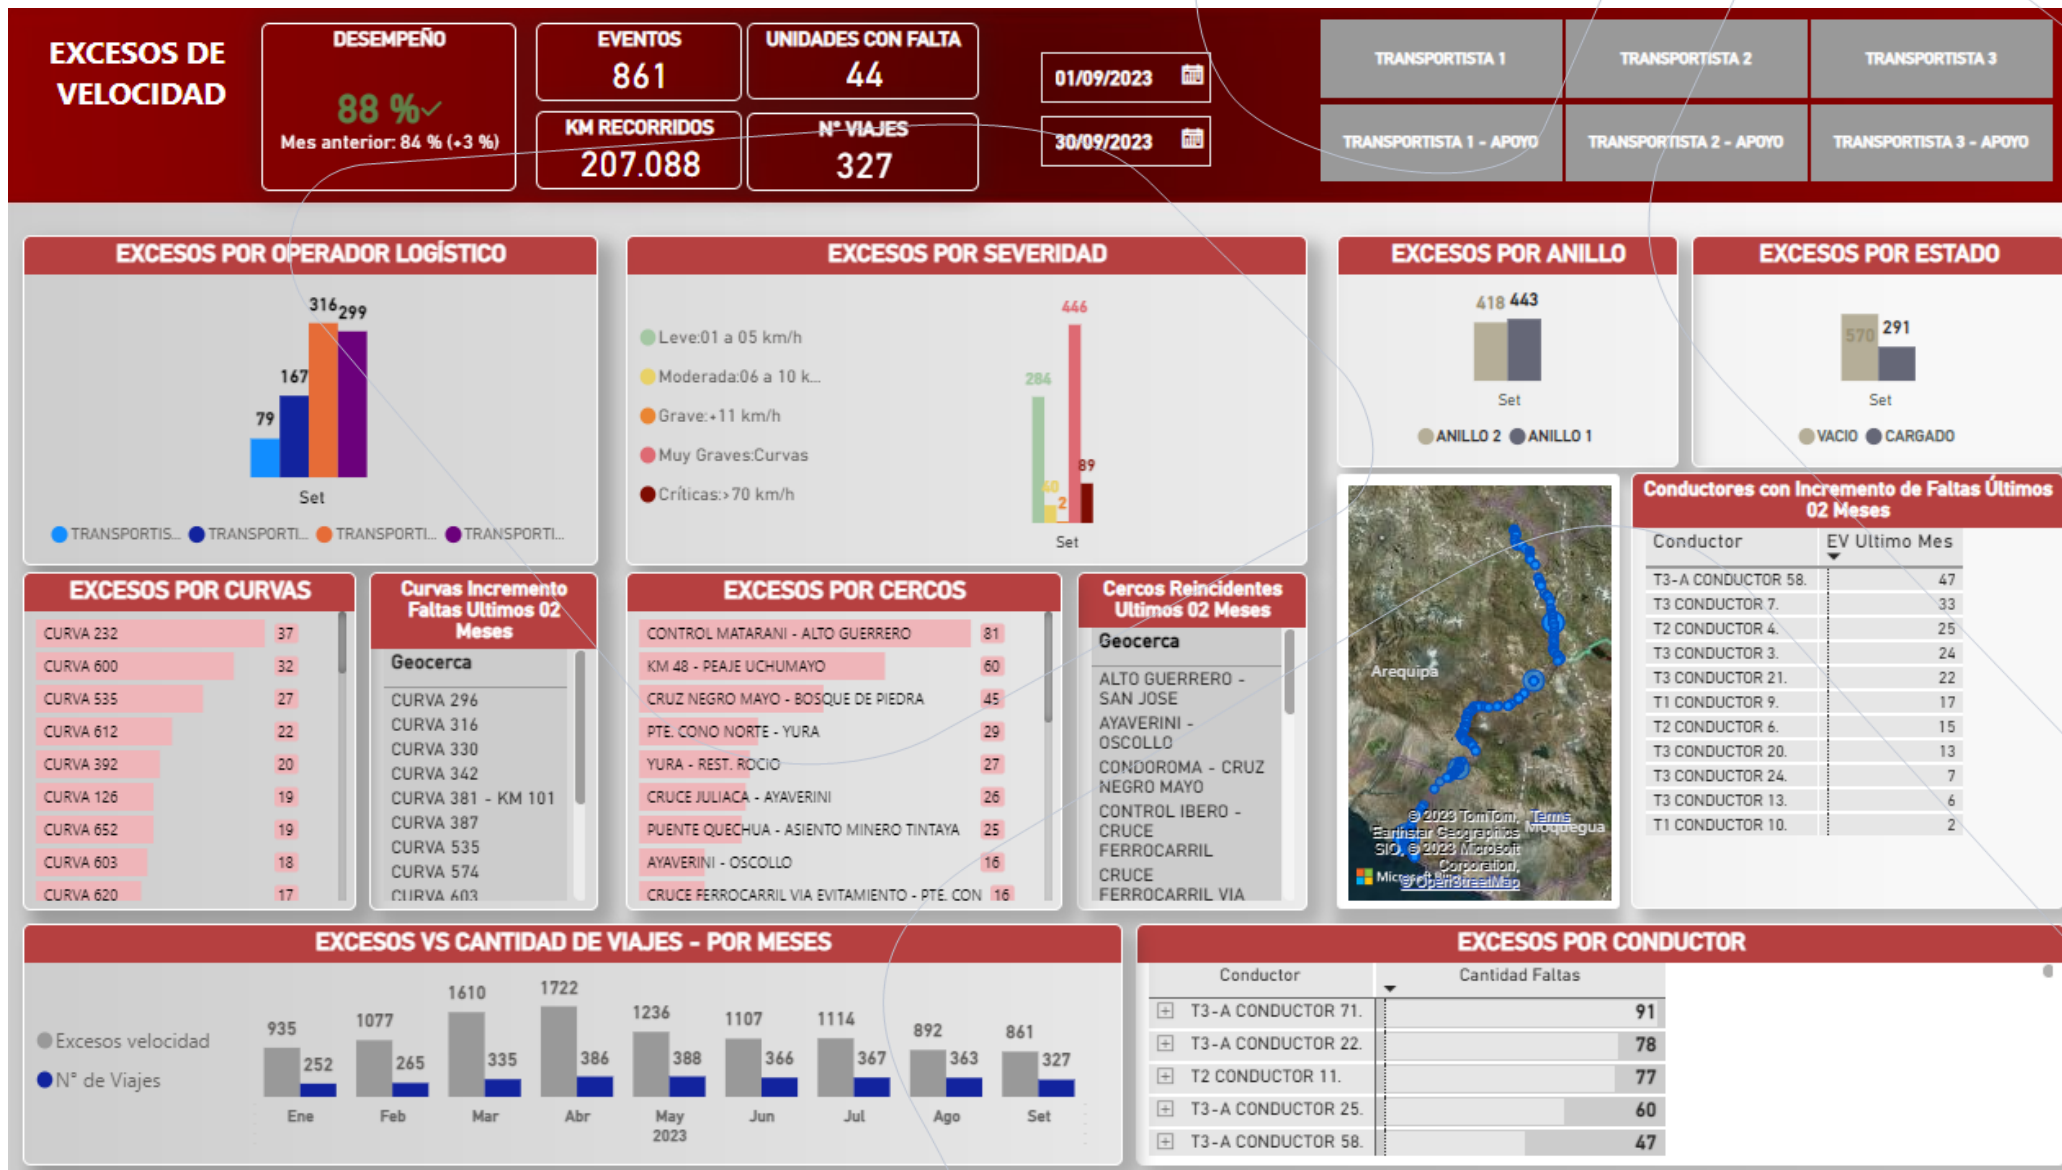 EXCESOS DE
VELOCIDAD
DESEMPEÑO
88 %
Mes anterior: 84 % (+3 %)
EVENTOS
861
UNIDADES CON FALTA
44
KM RECORRIDOS
207.088
N° VIAJES
327
01/09/2023
30/09/2023
TRANSPORTISTA 1
TRANSPORTISTA 2
TRANSPORTISTA 3
TRANSPORTISTA 1 - APOYO
TRANSPORTISTA 2 - APOYO
TRANSPORTISTA 3 - APOYO
EXCESOS POR OPERADOR LOGÍSTICO
79
167
316
299
Set
TRANSPORTIS...
TRANSPORTI...
TRANSPORTI...
TRANSPORTI...
EXCESOS POR SEVERIDAD
Leve:01 a 05 km/h
Moderada:06 a 10 k...
Grave:+11 km/h
Muy Graves:Curvas
Críticas:>70 km/h
284
40
2
446
89
Set
EXCESOS POR ANILLO
418
443
Set
ANILLO 2
ANILLO 1
EXCESOS POR ESTADO
570
291
Set
VACIO
CARGADO
EXCESOS POR CURVAS
CURVA 232 37
CURVA 600 32
CURVA 535 27
CURVA 612 22
CURVA 392 20
CURVA 126 19
CURVA 652 19
CURVA 603 18
CURVA 620 17
Curvas Incremento
Faltas Ultimos 02
Meses
Geocerca
CURVA 296
CURVA 316
CURVA 330
CURVA 342
CURVA 381 - KM 101
CURVA 387
CURVA 535
CURVA 574
CURVA 603
EXCESOS POR CERCOS
CONTROL MATARANI - ALTO GUERRERO 81
KM 48 - PEAJE UCHUMAYO 60
CRUZ NEGRO MAYO - BOSQUE DE PIEDRA 45
PTE. CONO NORTE - YURA 29
YURA - REST. ROCIO 27
CRUCE JULIACA - AYAVERINI 26
PUENTE QUECHUA - ASIENTO MINERO TINTAYA 25
AYAVERINI - OSCOLLO 16
CRUCE FERROCARRIL VIA EVITAMIENTO - PTE. CON 16
Cercos Reincidentes
Ultimos 02 Meses
Geocerca
ALTO GUERRERO -
SAN JOSE
AYAVERINI -
OSCOLLO
CONDOROMA - CRUZ
NEGRO MAYO
CONTROL IBERO -
CRUCE
FERROCARRIL
CRUCE
FERROCARRIL VIA
Arequipa
Moquegua
© 2023 TomTom,
Earthstar Geographics
SIO, © 2023 Microsoft
Corporation,
© OpenStreetMap
Terms
Conductores con Incremento de Faltas Últimos
02 Meses
Conductor EV Ultimo Mes
T3-A CONDUCTOR 58. 47
T3 CONDUCTOR 7. 33
T2 CONDUCTOR 4. 25
T3 CONDUCTOR 3. 24
T3 CONDUCTOR 21. 22
T1 CONDUCTOR 9. 17
T2 CONDUCTOR 6. 15
T3 CONDUCTOR 20. 13
T3 CONDUCTOR 24. 7
T3 CONDUCTOR 13. 6
T1 CONDUCTOR 10. 2
EXCESOS VS CANTIDAD DE VIAJES - POR MESES
Excesos velocidad
N° de Viajes
935 252
1077 265
1610 335
1722 386
1236 388
1107 366
1114 367
892 363
861 327
Ene Feb Mar Abr May Jun Jul Ago Set
2023
EXCESOS POR CONDUCTOR
Conductor Cantidad Faltas
T3-A CONDUCTOR 71. 91
T3-A CONDUCTOR 22. 78
T2 CONDUCTOR 11. 77
T3-A CONDUCTOR 25. 60
T3-A CONDUCTOR 58. 47